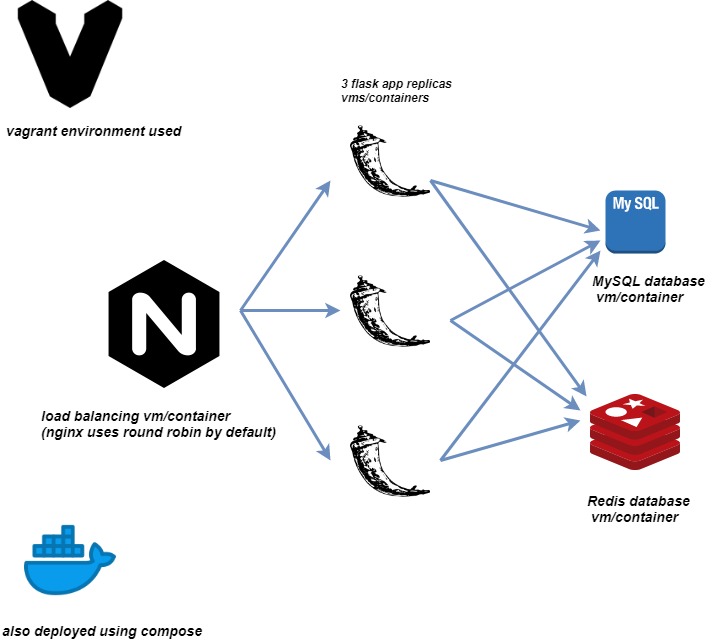 vagrant environment used
3 flask app replicas
vms/containers
My SQL
MySQL database
vm/container
N
load balancing vm/container
(nginx uses round robin by default)
Redis database
vm/container
also deployed using compose